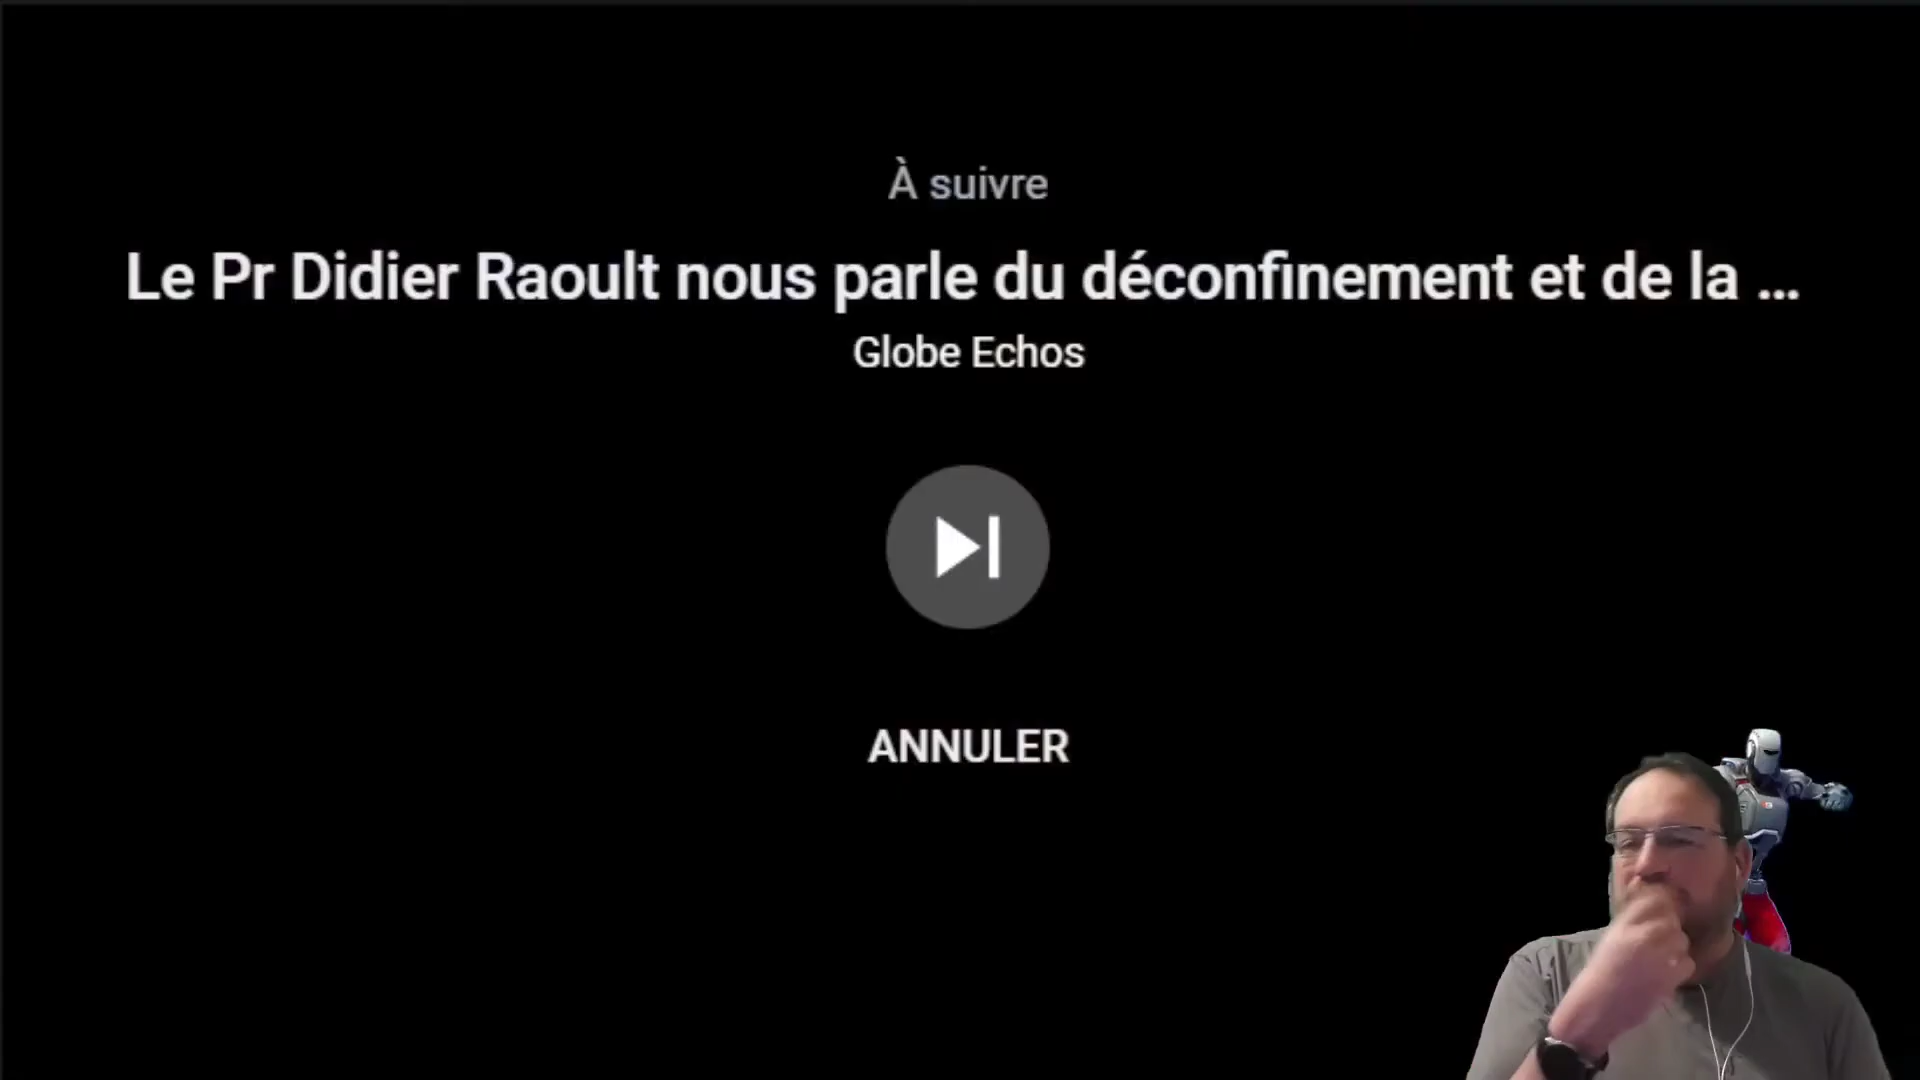 À suivre
Le Pr Didier Raoult nous parle du déconfinement et de la ...
Globe Echos
ANNULER